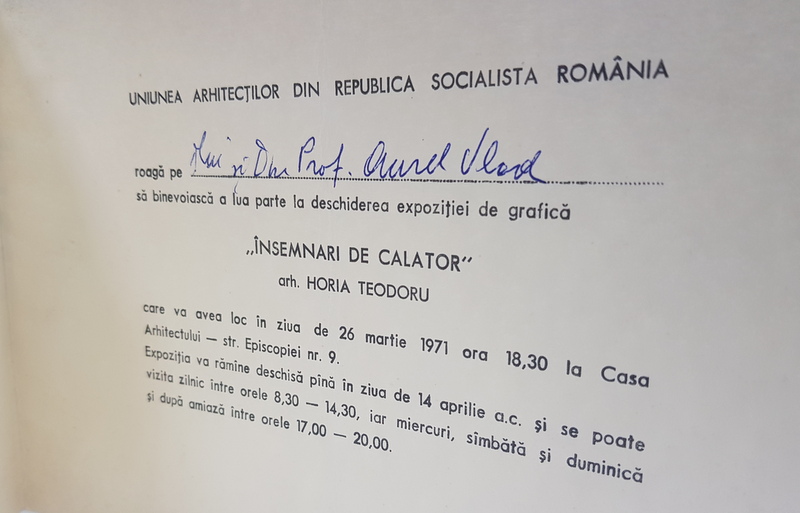 UNIUNEA ARHITECȚILOR DIN REPUBLICA SOCIALISTA ROMÂNIA
roagă pe Prof. Aurel Vlad
să binevoiască a lua parte la deschiderea expoziției de grafică
„ÎNSEMNARI DE CALATOR”
arh. HORIA TEODORU
care va avea loc în ziua de 26 martie 1971 ora 18,30 la Casa
Arhitectului — str. Episcopiei nr. 9.
Expoziția va rămîne deschisă pînă în ziua de 14 aprilie a.c. și se poate
vizita zilnic între orele 8,30 — 14,30, iar miercuri, sîmbătă și duminică
și după amiază între orele 17,00 — 20,00.